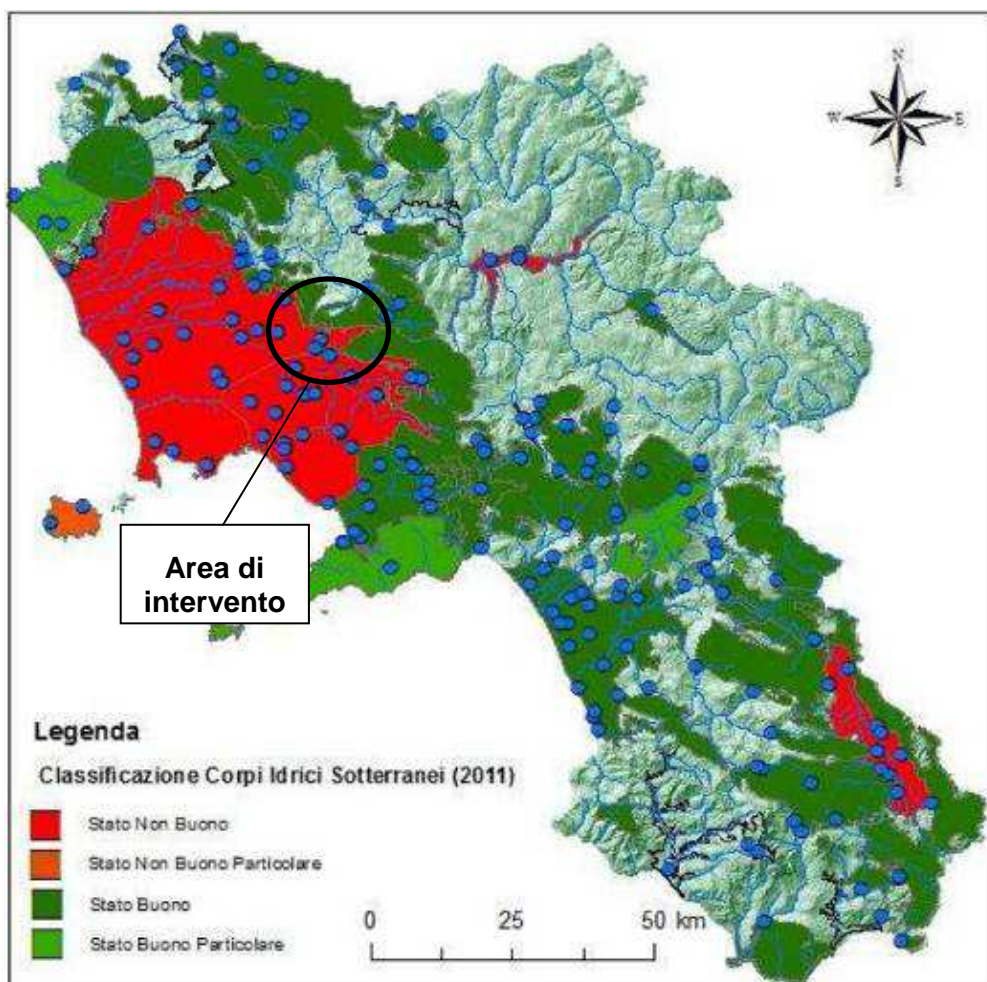 N
W
E
S
Area di
intervento
Legenda
Classificazione Corpi Idrici Sotterranei (2011)
Stato Non Buono
Stato Non Buono Particolare
Stato Buono
Stato Buono Particolare
0 25 50 km